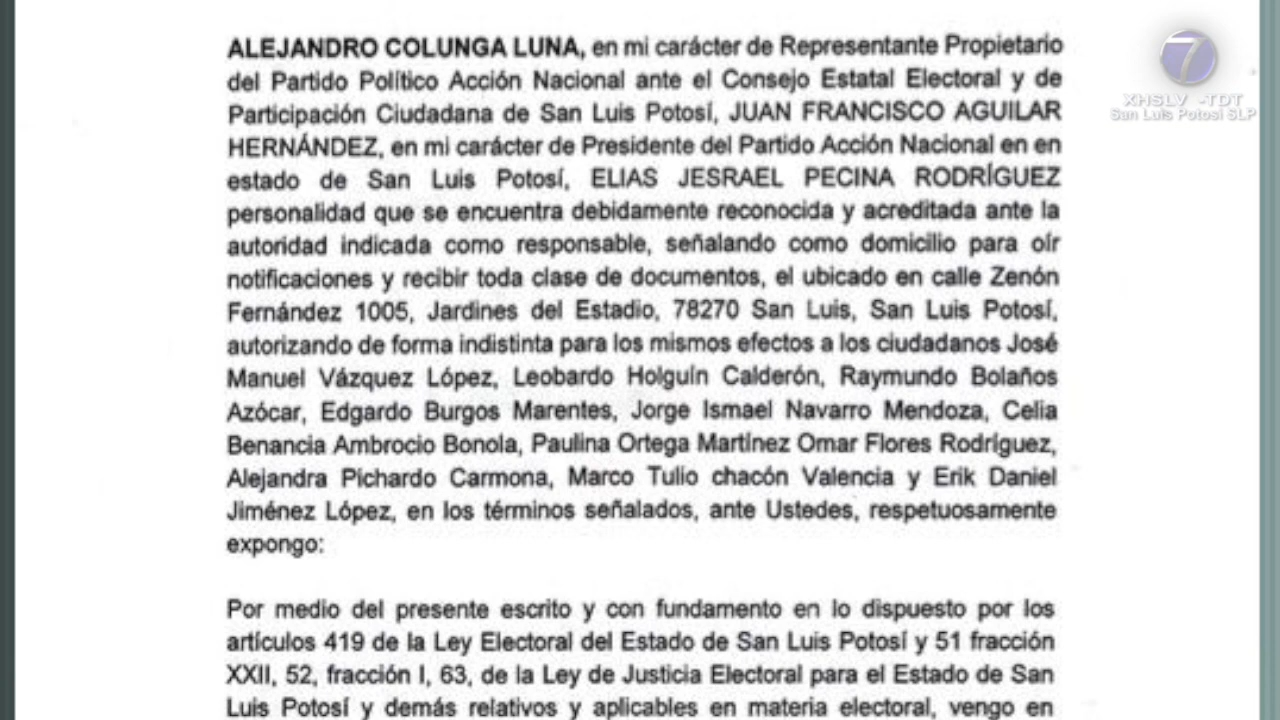 ALEJANDRO COLUNGA LUNA, en mi carácter de Representante Propietario
del Partido Político Acción Nacional ante el Consejo Estatal Electoral y de
Participación Ciudadana de San Luis Potosí, JUAN FRANCISCO AGUILAR
HERNÁNDEZ, en mi carácter de Presidente del Partido Acción Nacional en en
estado de San Luis Potosí, ELIAS JESRAEL PECINA RODRÍGUEZ
personalidad que se encuentra debidamente reconocida y acreditada ante la
autoridad indicada como responsable, señalando como domicilio para oír
notificaciones y recibir toda clase de documentos, el ubicado en calle Zenón
Fernández 1005, Jardines del Estadio, 78270 San Luis, San Luis Potosí,
autorizando de forma indistinta para los mismos efectos a los ciudadanos José
Manuel Vázquez López, Leobardo Holguín Calderón, Raymundo Bolaños
Azócar, Edgardo Burgos Marentes, Jorge Ismael Navarro Mendoza, Celia
Benancia Ambrocio Bonola, Paulina Ortega Martínez Omar Flores Rodríguez,
Alejandra Pichardo Carmona, Marco Tulio chacón Valencia y Erik Daniel
Jiménez López, en los términos señalados, ante Ustedes, respetuosamente
expongo:
Por medio del presente escrito y con fundamento en lo dispuesto por los
artículos 419 de la Ley Electoral del Estado de San Luis Potosí y 51 fracción
XXII, 52, fracción I, 63, de la Ley de Justicia Electoral para el Estado de San
Luis Potosí y demás relativos y aplicables en materia electoral, vengo en
7
XHSLV -TDT
San Luis Potosí SLP